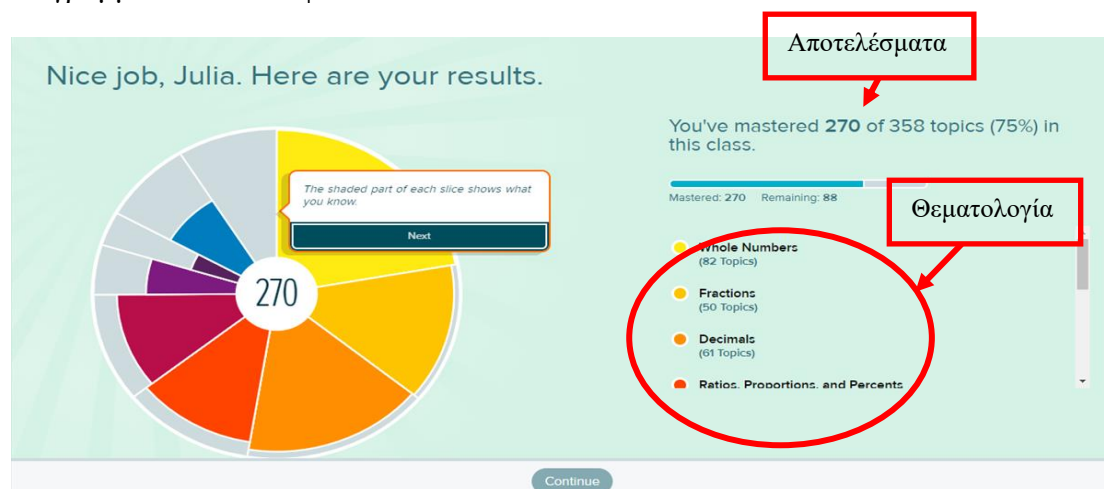 Αποτελέσματα
Nice job, Julia. Here are your results.
You've mastered 270 of 358 topics (75%) in
this class.
The shaded part of each slice shows what
you know.
Next
Mastered: 270 Remaining: 88
Θεματολογία
Whole Numbers
(82 Topics)
270
Fractions
(50 Topics)
Decimals
(61 Topics)
Ratios, Proportions, and Percents
Continue